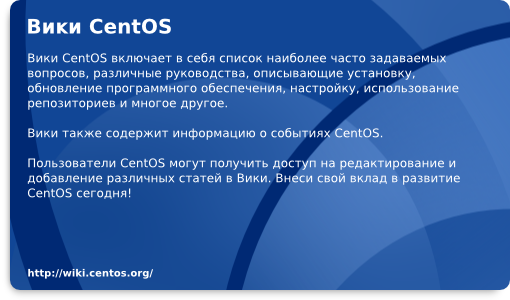 Вики CentOS
Вики CentOS включает в себя список наиболее часто задаваемых
вопросов, различные руководства, описывающие установку,
обновление программного обеспечения, настройку, использование
репозиториев и многое другое.
Вики также содержит информацию о событиях CentOS.
Пользователи CentOS могут получить доступ на редактирование и
добавление различных статей в Вики. Внеси свой вклад в развитие
CentOS сегодня!
http://wiki.centos.org/